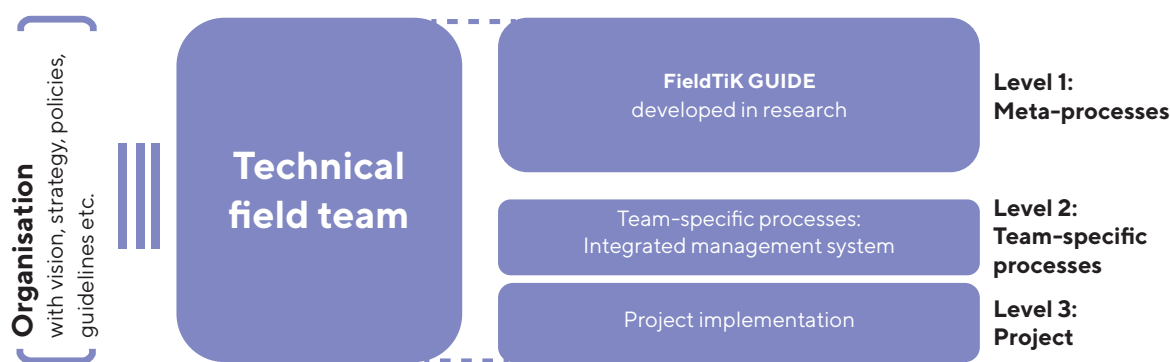 Organisation
with vision, strategy, policies,
guidelines etc.
Technical
field team
FieldTiK GUIDE
developed in research
Level 1:
Meta-processes
Team-specific processes:
Integrated management system
Level 2:
Team-specific
processes
Project implementation
Level 3:
Project